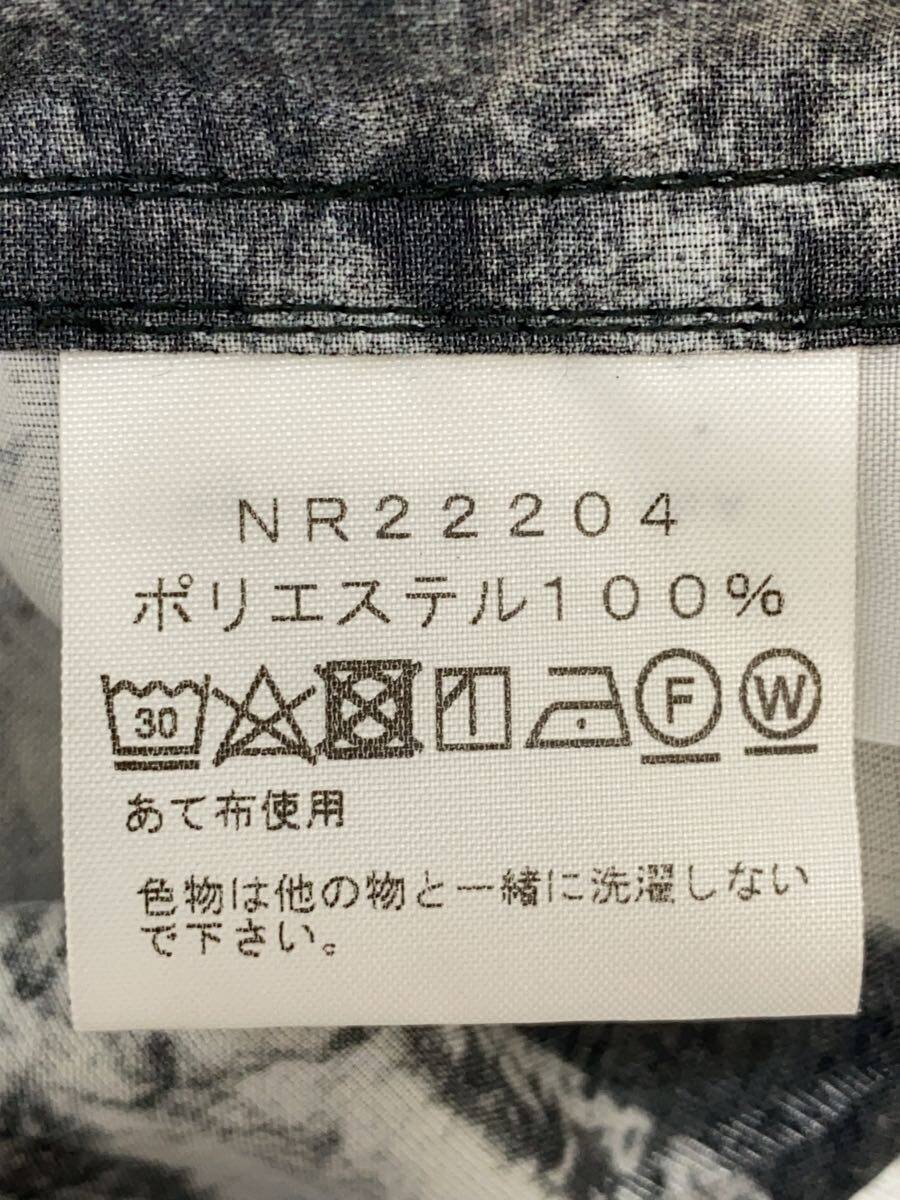 NR22204
ポリエステル100%
30 F W
あて布使用
色物は他の物と一緒に洗濯しない
で下さい。